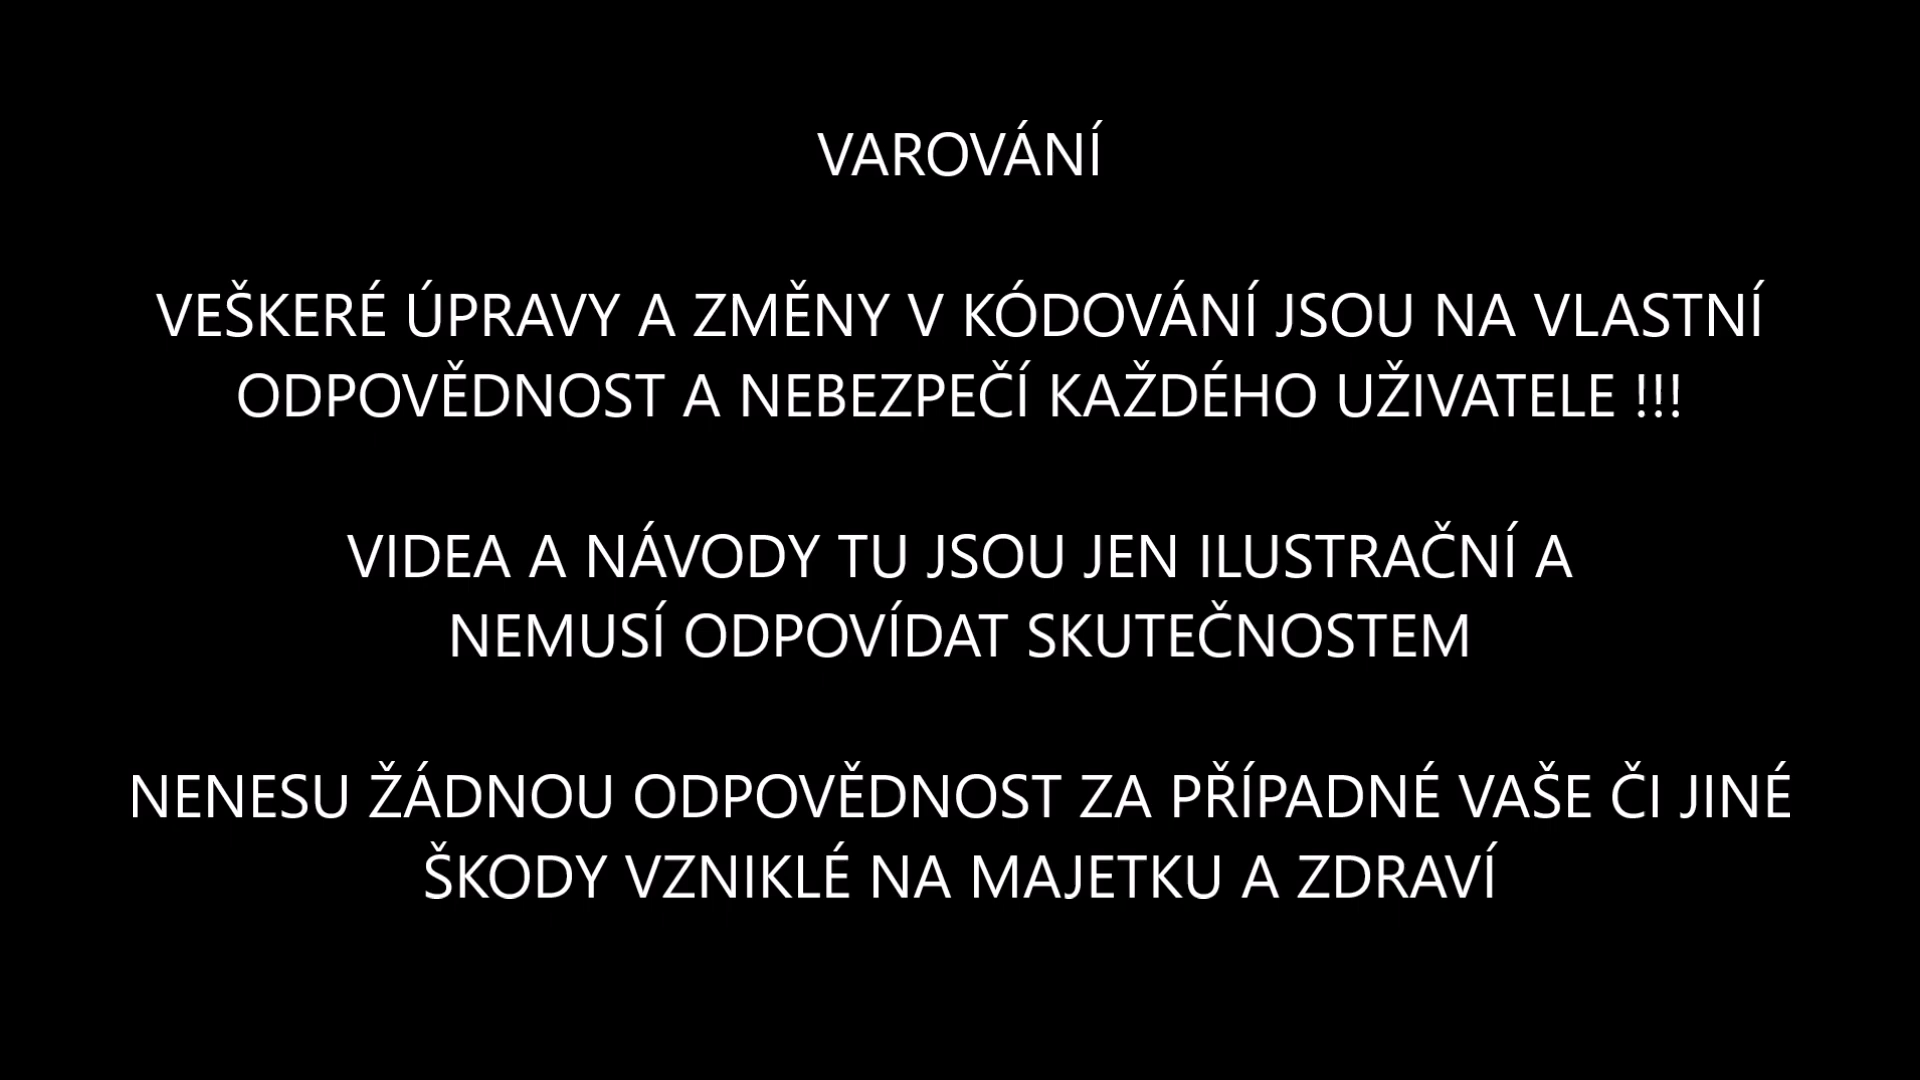 VAROVÁNÍ
VEŠKERÉ ÚPRAVY A ZMĚNY V KÓDOVÁNÍ JSOU NA VLASTNÍ
ODPOVĚDNOST A NEBEZPEČÍ KAŽDÉHO UŽIVATELE !!!
VIDEA A NÁVODY TU JSOU JEN ILUSTRAČNÍ A
NEMUSÍ ODPOVÍDAT SKUTEČNOSTEM
NENESU ŽÁDNOU ODPOVĚDNOST ZA PŘÍPADNÉ VAŠE ČI JINÉ
ŠKODY VZNIKLÉ NA MAJETKU A ZDRAVÍ